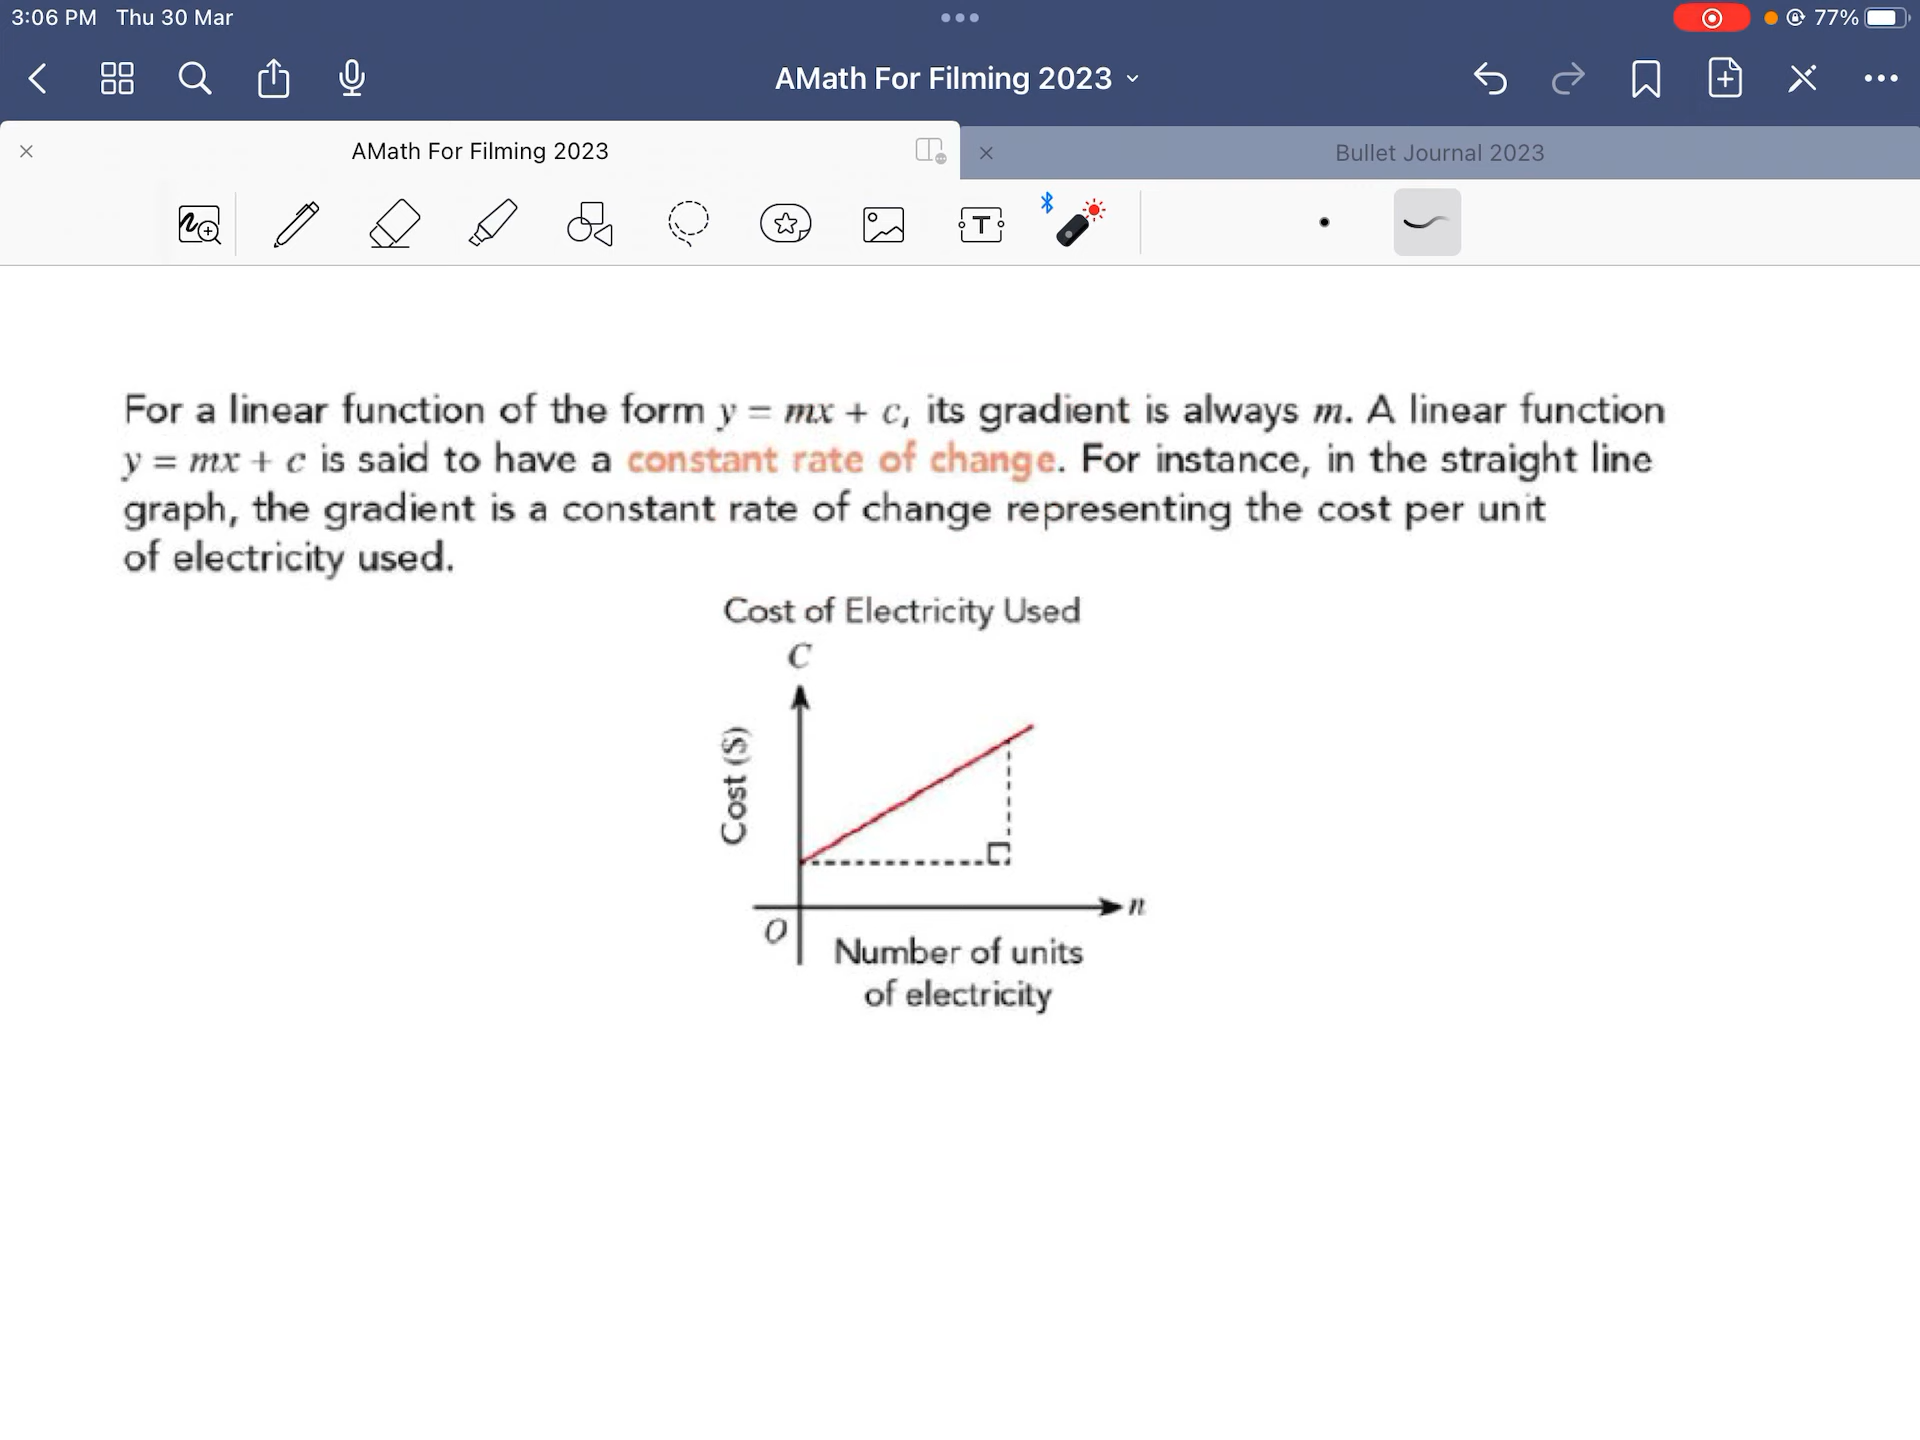 3:06 PM Thu 30 Mar
77%
AMath For Filming 2023
AMath For Filming 2023
Bullet Journal 2023
T
For a linear function of the form y = mx + c, its gradient is always m. A linear function
y = mx + c is said to have a constant rate of change. For instance, in the straight line
graph, the gradient is a constant rate of change representing the cost per unit
of electricity used.
Cost of Electricity Used
C
Cost ($)
n
O
Number of units
of electricity